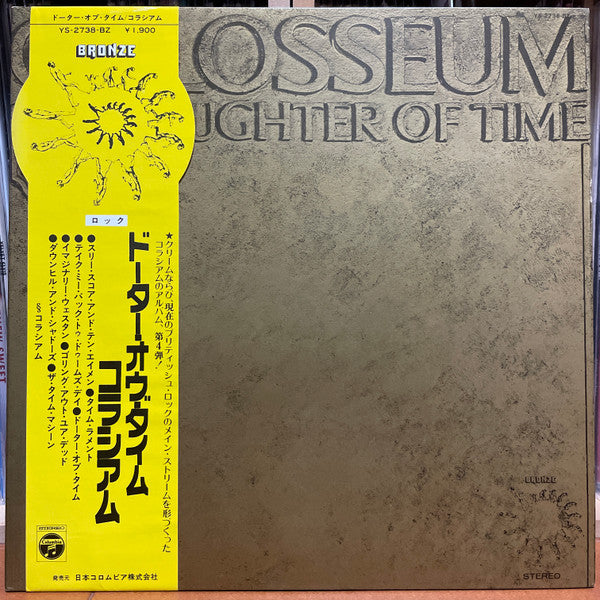 ドーター・オブ・タイム/コラシアム
YS-2738-BZ ¥1,900
BRONZE
ロック
★クリームならび、現在のブリティッシュ・ロックのメイン・ストリームを形つくった
コラシアムのアルバム、第4弾!
ドーターオヴ・タイム
コラシアム
●スリー・スコア・アンド・テン・エイメン●タイム・ラメント
●テイク・ミー・バック・トゥ・ドゥームズ・デイ●ドーター・オブ・タイム
●イマジナリー・ウェスタン●ゴリング・アウト・ユア・デッド
●ダウンヒル・アンド・シャドーズ●ザ・タイム・マシーン
§コラシアム
STEREO
Columbia
発売元 日本コロムビア株式会社
YS-2738-BZ
OLOSSEUM
UGHTER OF TIME
BRONZE
STEREO